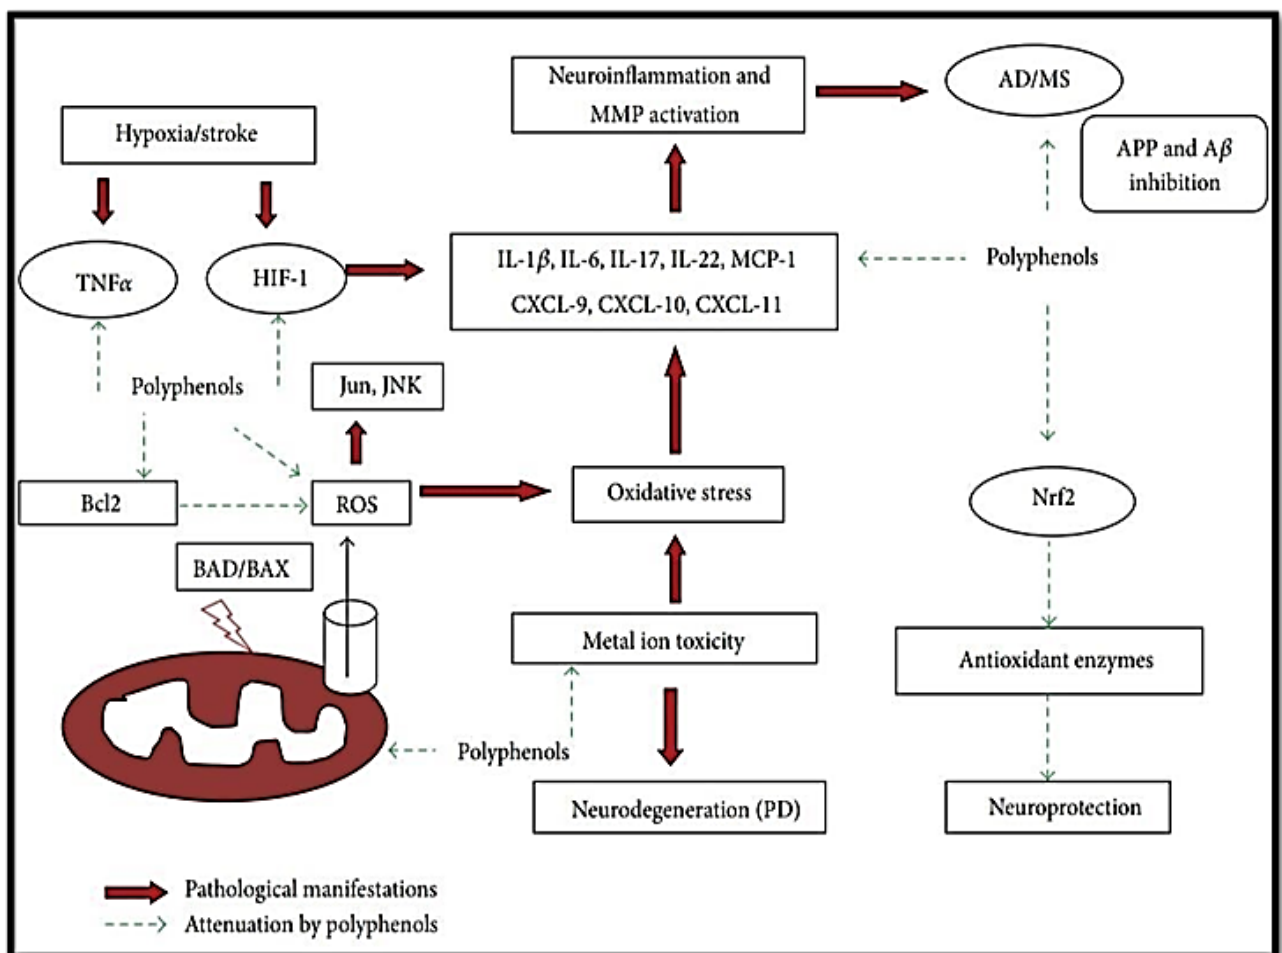 Neuroinflammation and
MMP activation
AD/MS
Hypoxia/stroke
APP and Aβ
inhibition
TNFα
HIF-1
IL-1β, IL-6, IL-17, IL-22, MCP-1
CXCL-9, CXCL-10, CXCL-11
Polyphenols
Polyphenols
Jun, JNK
Bcl2
ROS
Oxidative stress
Nrf2
BAD/BAX
Metal ion toxicity
Antioxidant enzymes
Polyphenols
Neurodegeneration (PD)
Neuroprotection
Pathological manifestations
Attenuation by polyphenols